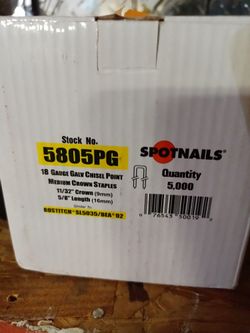 Stock No.
5805PG
18 GAUGE GALV CHISEL POINT
MEDIUM CROWN STAPLES
11/32" CROWN (9mm)
5/8" LENGTH (16mm)
Similar To
BOSTITCH® SL5035/BEA® 92
SPOTNAILS®
Quantity
5,000